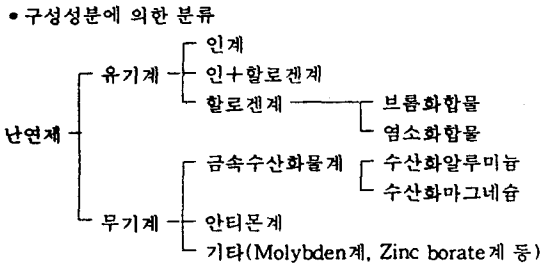 • 구성성분에 의한 분류
인계
유기계 인+할로겐계
할로겐계 브롬화합물
난연제 염소화합물
금속수산화물계 수산화알루미늄
수산화마그네슘
무기계 안티몬계
기타(Molybden계, Zinc borate계 등)